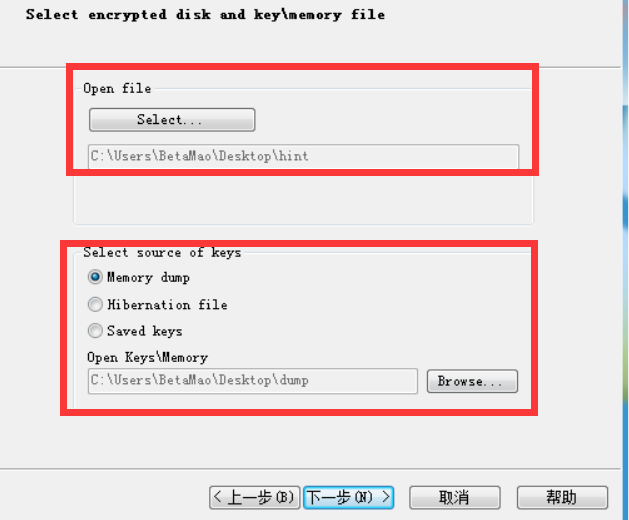 Select encrypted disk and key\memory file
Open file
Select...
C:\Users\BetaMao\Desktop\hint
Select source of keys
Memory dump
Hibernation file
Saved keys
Open Keys\Memory
C:\Users\BetaMao\Desktop\dump
Browse...
< 上一步(B)
下一步(N) >
取消
帮助